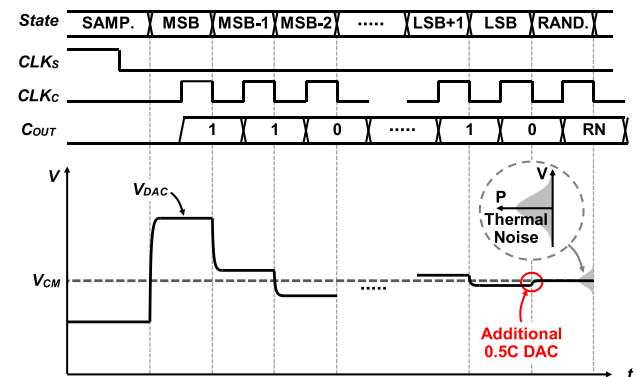 State SAMP. MSB MSB-1 MSB-2 ····· LSB+1 LSB RAND.
CLKS
CLKC
COUT 1 1 0 ····· 1 0 RN
V
VDAC
VCM
·····
V
P
Thermal
Noise
Additional
0.5C DAC
t